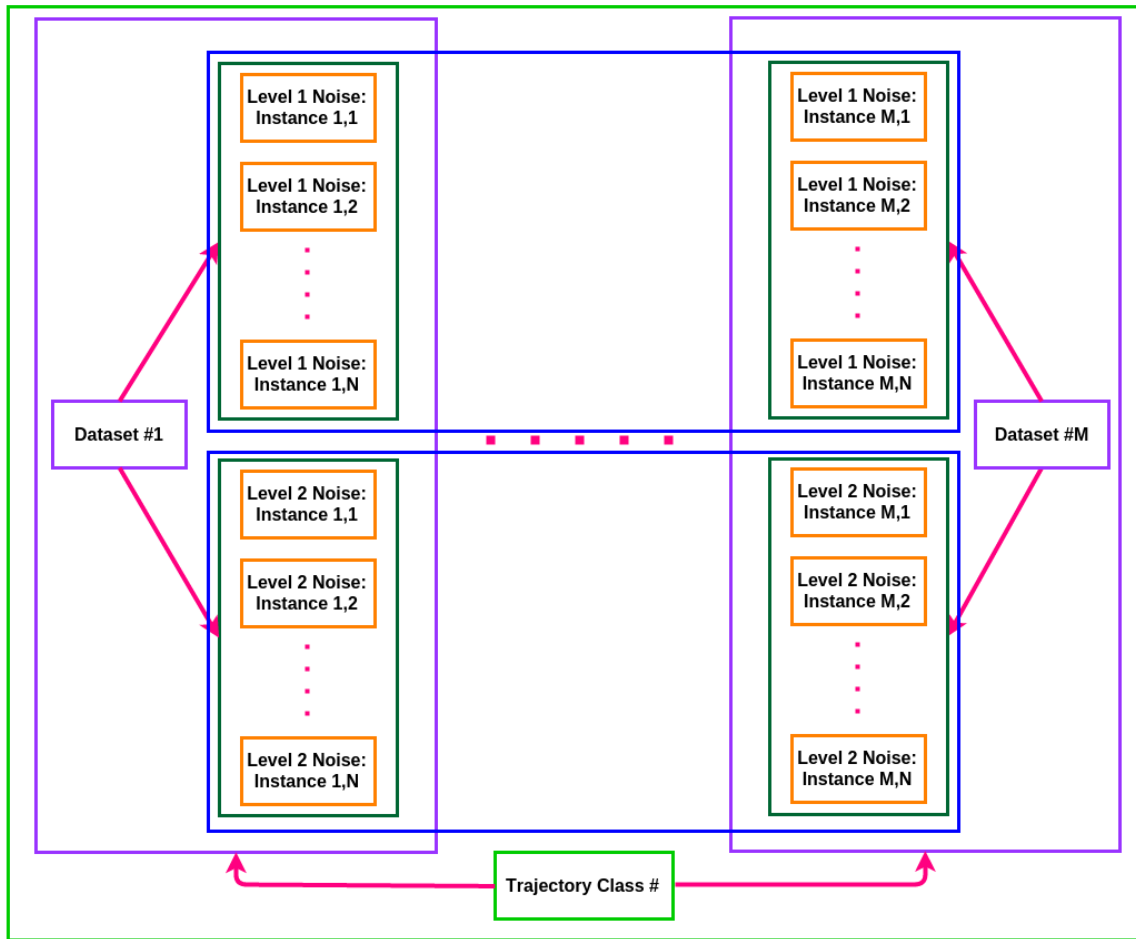 Level 1 Noise:
Instance 1,1
Level 1 Noise:
Instance 1,2
Level 1 Noise:
Instance 1,N
Level 1 Noise:
Instance M,1
Level 1 Noise:
Instance M,2
Level 1 Noise:
Instance M,N
Dataset #1
Dataset #M
Level 2 Noise:
Instance 1,1
Level 2 Noise:
Instance 1,2
Level 2 Noise:
Instance 1,N
Level 2 Noise:
Instance M,1
Level 2 Noise:
Instance M,2
Level 2 Noise:
Instance M,N
Trajectory Class #